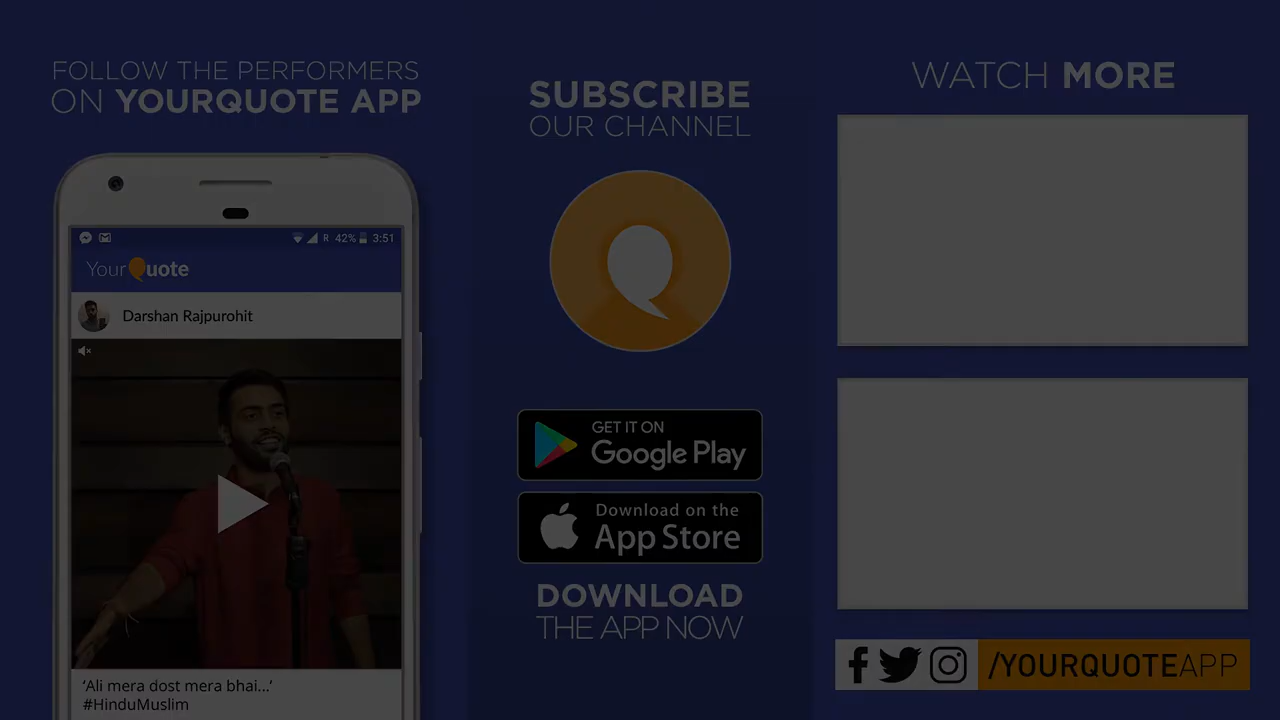 FOLLOW THE PERFORMERS
ON YOURQUOTE APP
R 42% 3:51
YourQuote
Darshan Rajpurohit
‘Ali mera dost mera bhai...‘
#HinduMuslim
SUBSCRIBE
OUR CHANNEL
GET IT ON
Google Play
Download on the
App Store
DOWNLOAD
THE APP NOW
WATCH MORE
/YOURQUOTEAPP